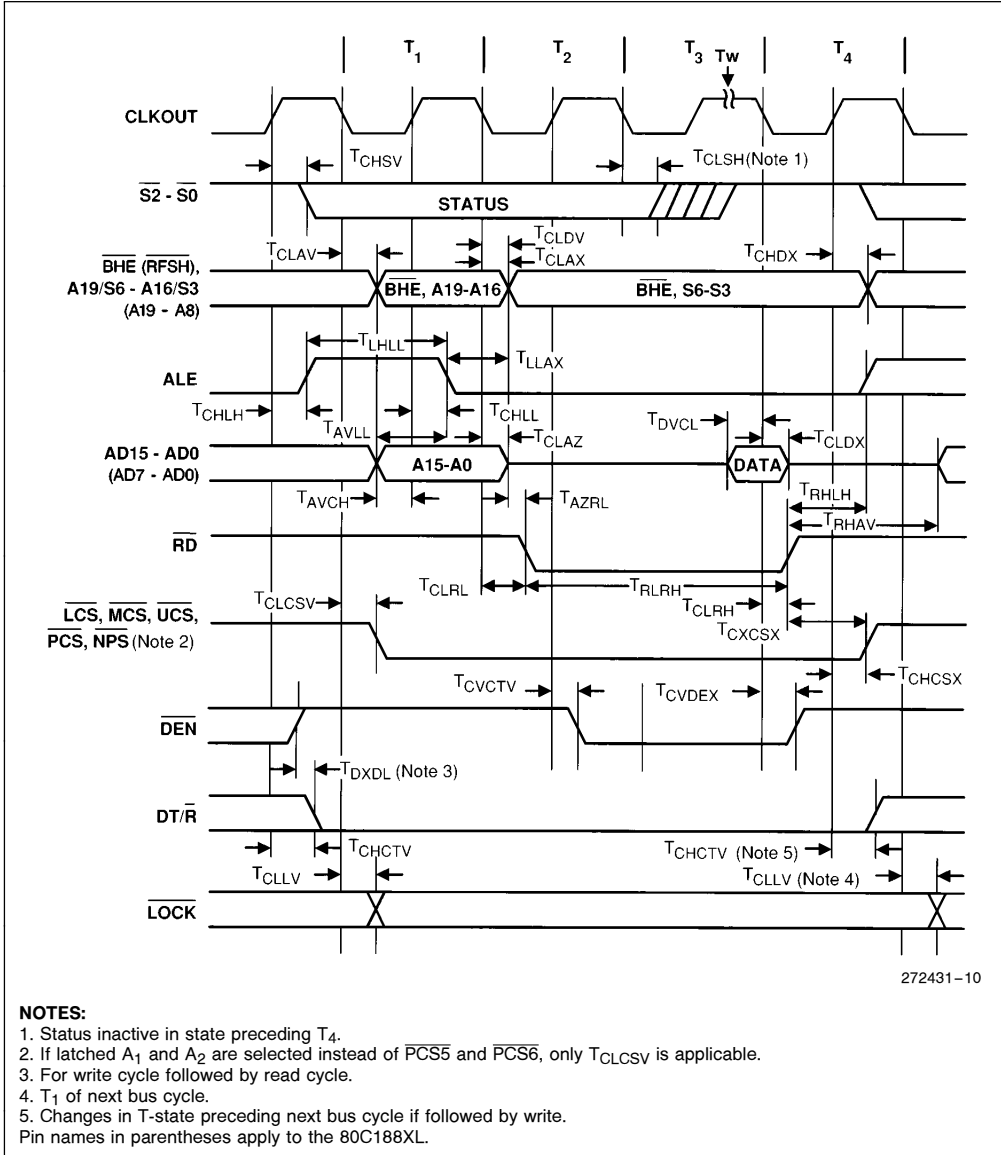 T1 T2 T3 TW T4
CLKOUT
TCHSV
TCLSH (Note 1)
S2 - S0
STATUS
TCLAV
TCLDV
TCLAX
TCHDX
BHE (RFSH),
A19/S6 - A16/S3
(A19 - A8)
BHE, A19-A16
BHE, S6-S3
TLHLL
TLLAX
ALE
TCHLH
TCHLL
TDVCL
TAVLL
TCLAZ
TCLDX
AD15 - AD0
(AD7 - AD0)
A15-A0
DATA
TRHLH
TAVCH
TAZRL
TRHAV
RD
TCLRL
TRLRH
TCLCSV
TCLRH
LCS, MCS, UCS,
PCS, NPS (Note 2)
TCXCSX
TCHCSX
TCVCTV
TCVDEX
DEN
TDXDL (Note 3)
DT/R
TCHCTV
TCHCTV (Note 5)
TCLLV
TCLLV (Note 4)
LOCK
272431-10
NOTES:
1. Status inactive in state preceding T4.
2. If latched A1 and A2 are selected instead of PCS5 and PCS6, only TCLCSV is applicable.
3. For write cycle followed by read cycle.
4. T1 of next bus cycle.
5. Changes in T-state preceding next bus cycle if followed by write.
Pin names in parentheses apply to the 80C188XL.